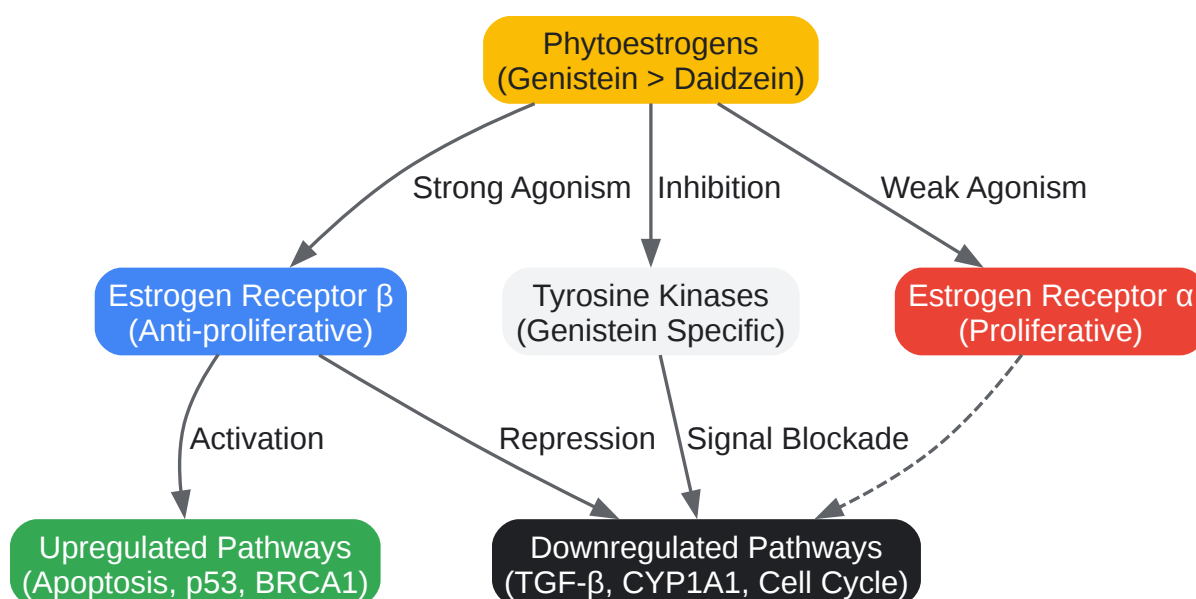 Phytoestrogens
(Genistein > Daidzein)
Strong Agonism
Inhibition
Weak Agonism
Estrogen Receptor β
(Anti-proliferative)
Tyrosine Kinases
(Genistein Specific)
Estrogen Receptor α
(Proliferative)
Activation
Repression
Signal Blockade
Upregulated Pathways
(Apoptosis, p53, BRCA1)
Downregulated Pathways
(TGF-β, CYP1A1, Cell Cycle)